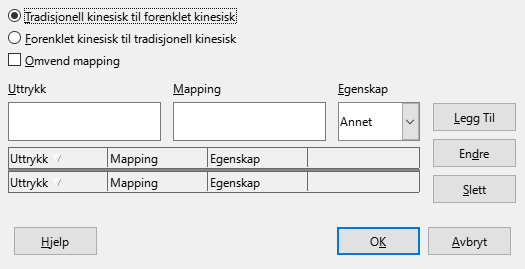 Tradisjonell kinesisk til forenklet kinesisk
Forenklet kinesisk til tradisjonell kinesisk
Omvend mapping
Uttrykk Mapping Egenskap
Annet Legg Til
Uttrykk Mapping Egenskap Endre
Uttrykk Mapping Egenskap
Slett
Hjelp OK Avbryt